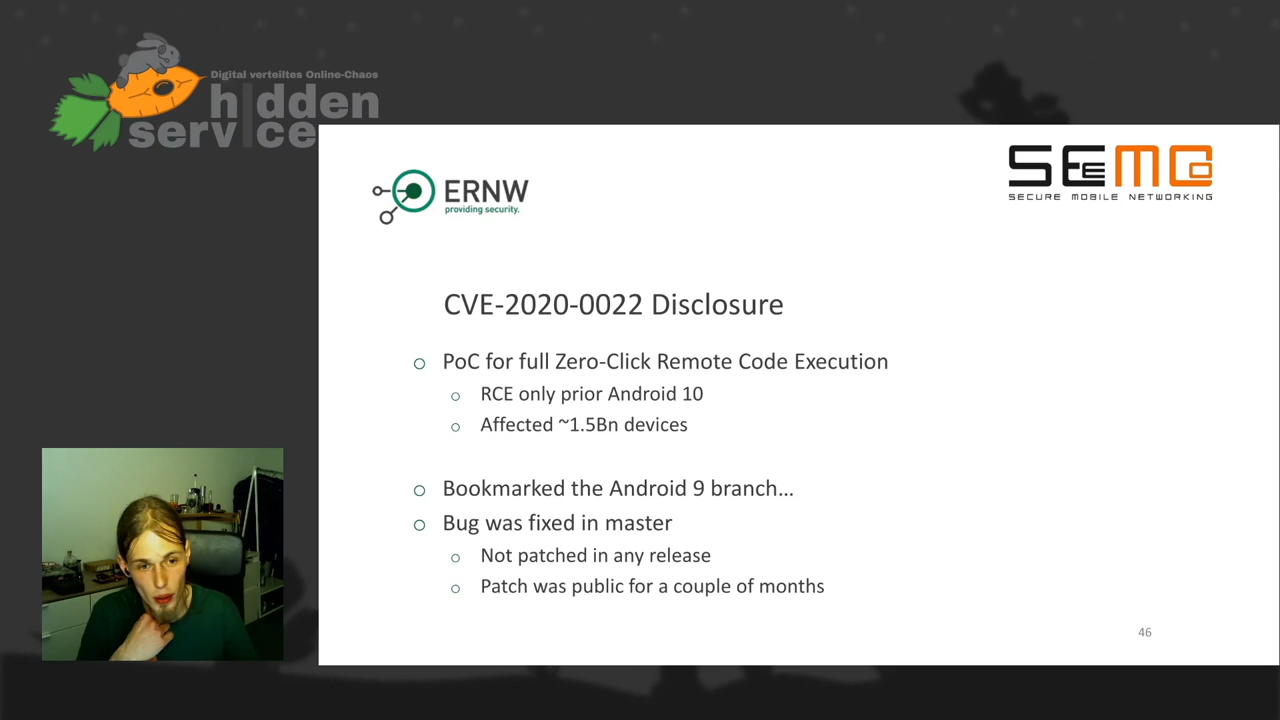 Digital verteiltes Online-Chaos
hidden
service
ERNW
providing security.
SEEMOO
SECURE MOBILE NETWORKING
CVE-2020-0022 Disclosure
PoC for full Zero-Click Remote Code Execution
RCE only prior Android 10
Affected ~1.5Bn devices
Bookmarked the Android 9 branch...
Bug was fixed in master
Not patched in any release
Patch was public for a couple of months
46